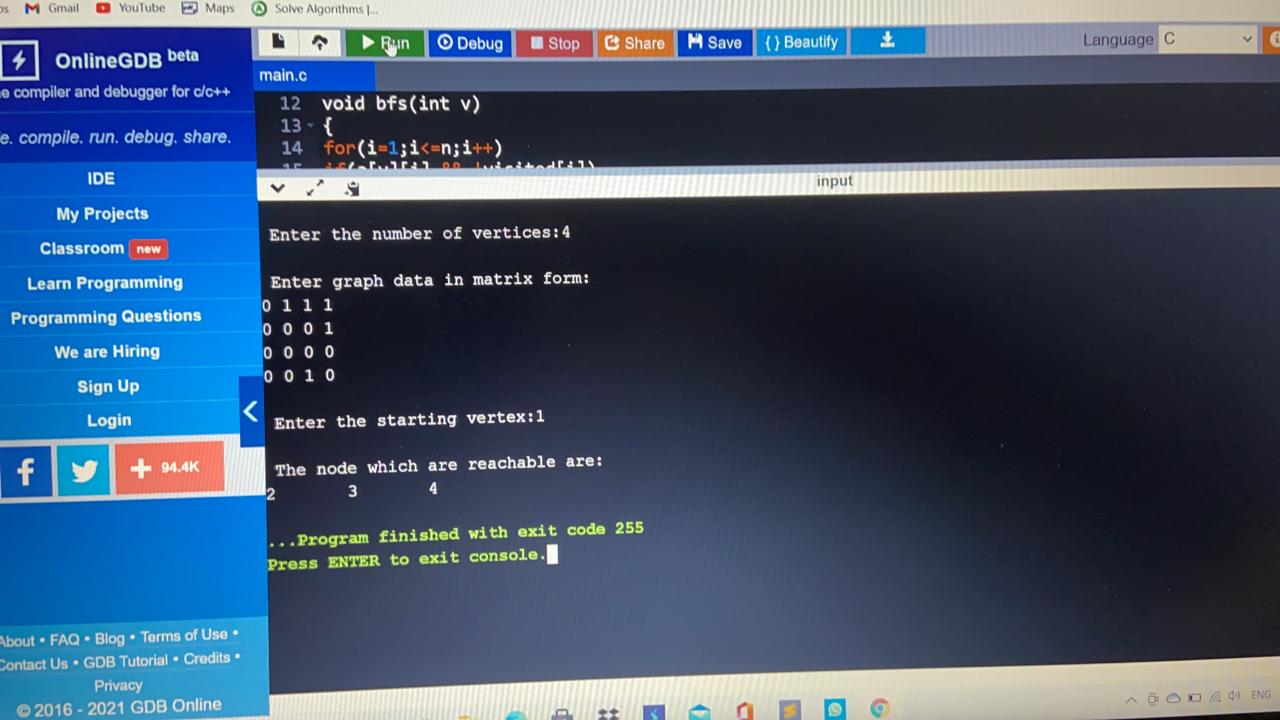 Gmail YouTube Maps Solve Algorithms |...
OnlineGDB beta
e compiler and debugger for c/c++
e. compile. run. debug. share.
IDE
My Projects
Classroom new
Learn Programming
Programming Questions
We are Hiring
Sign Up
Login
f + 94.4K
About • FAQ • Blog • Terms of Use •
Contact Us • GDB Tutorial • Credits •
Privacy
© 2016 - 2021 GDB Online
Run Debug Stop Share Save { } Beautify Language C
main.c
12 void bfs(int v)
13 {
14 for(i=1;i<=n;i++)
input
Enter the number of vertices:4
Enter graph data in matrix form:
0 1 1 1
0 0 0 1
0 0 0 0
0 0 1 0
Enter the starting vertex:1
The node which are reachable are:
2 3 4
...Program finished with exit code 255
Press ENTER to exit console.
ENG